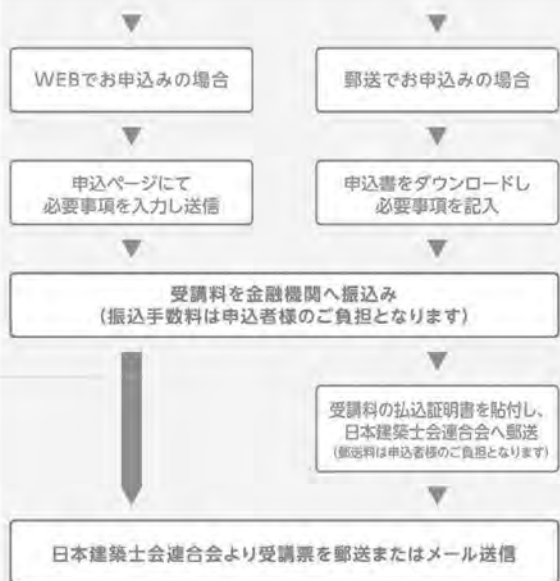 WEBでお申込みの場合
郵送でお申込みの場合
申込ページにて
必要事項を入力し送信
申込書をダウンロードし
必要事項を記入
受講料を金融機関へ振込み
(振込手数料は申込者様のご負担となります)
受講料の払込証明書を貼付し、
日本建築士会連合会へ郵送
(郵送料は申込者様のご負担となります)
日本建築士会連合会より受講票を郵送またはメール送信